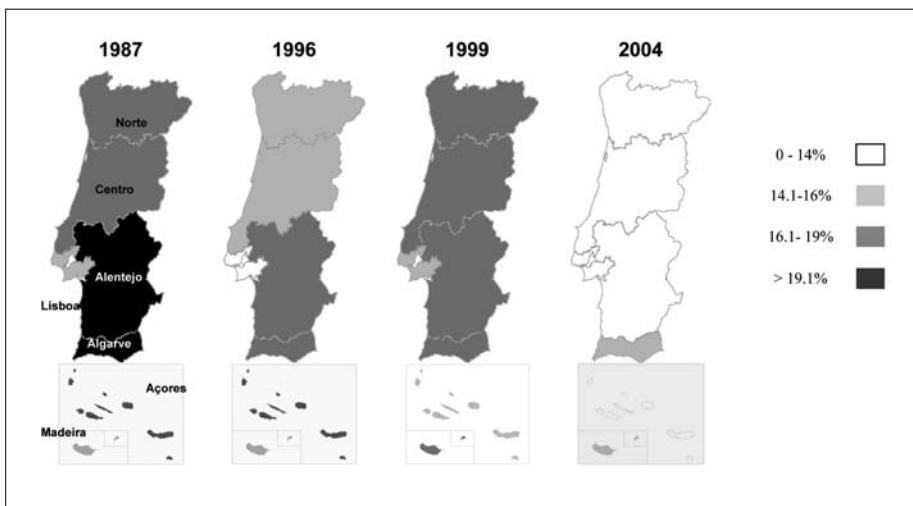 1987 1996 1999 2004
Norte
Centro
Alentejo
Lisboa
Algarve
Açores
Madeira
0 - 14%
14.1-16%
16.1- 19%
> 19.1%